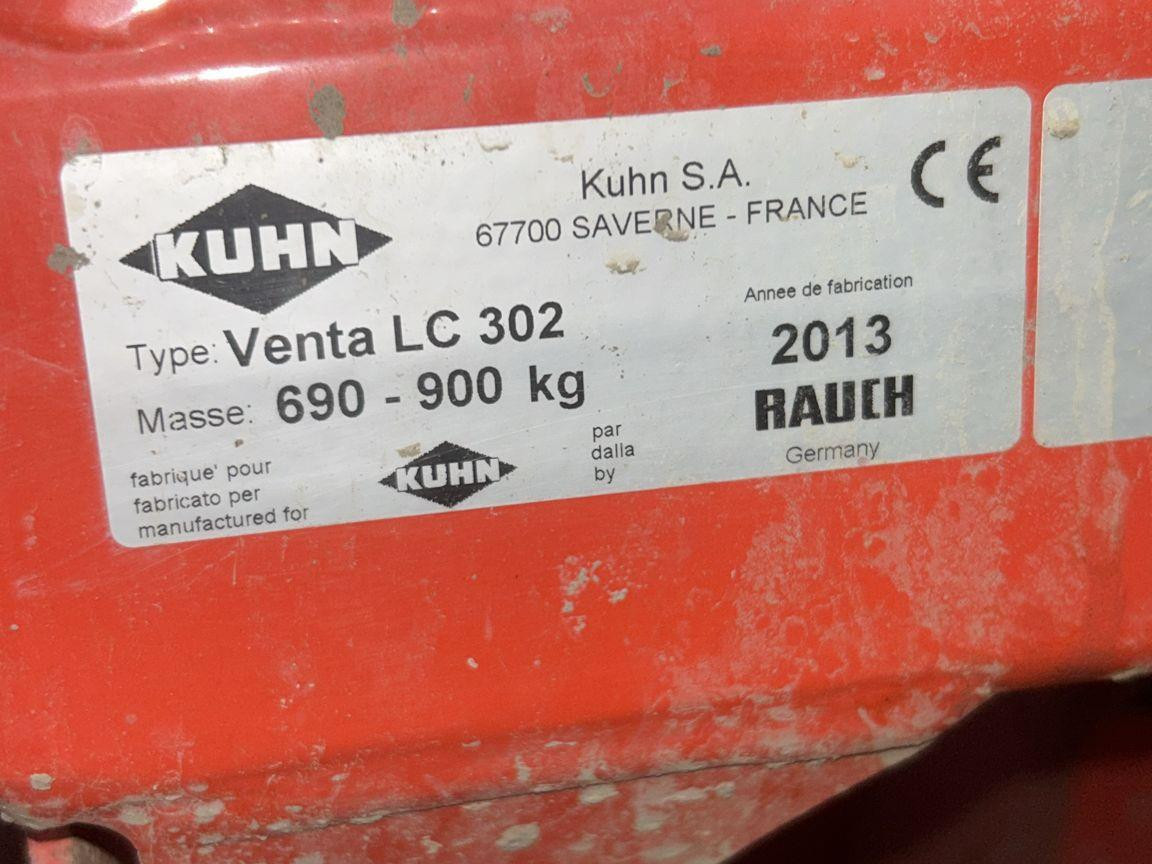 KUHN
Kuhn S.A.
67700 SAVERNE - FRANCE
CE
Type: Venta LC 302
Masse: 690 - 900 kg
Annee de fabrication
2013
RAUCH
Germany
fabrique' pour
fabricato per
manufactured for
KUHN
par
dalla
by